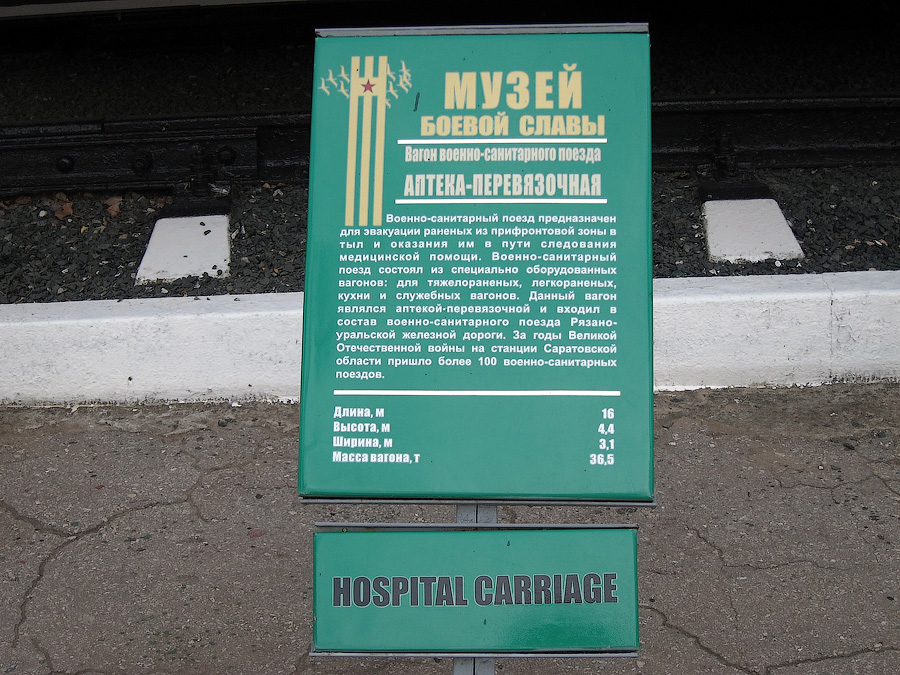 МУЗЕЙ
БОЕВОЙ СЛАВЫ
Вагон военно-санитарного поезда
АПТЕКА-ПЕРЕВЯЗОЧНАЯ
Военно-санитарный поезд предназначен
для эвакуации раненых из прифронтовой зоны в
тыл и оказания им в пути следования
медицинской помощи. Военно-санитарный
поезд состоял из специально оборудованных
вагонов: для тяжелораненых, легкораненых,
кухни и служебных вагонов. Данный вагон
являлся аптекой-перевязочной и входил в
состав военно-санитарного поезда Рязано-
уральской железной дороги. За годы Великой
Отечественной войны на станции Саратовской
области пришло более 100 военно-санитарных
поездов.
Длина, м 16
Высота, м 4,4
Ширина, м 3,1
Масса вагона, т 36,5
HOSPITAL CARRIAGE